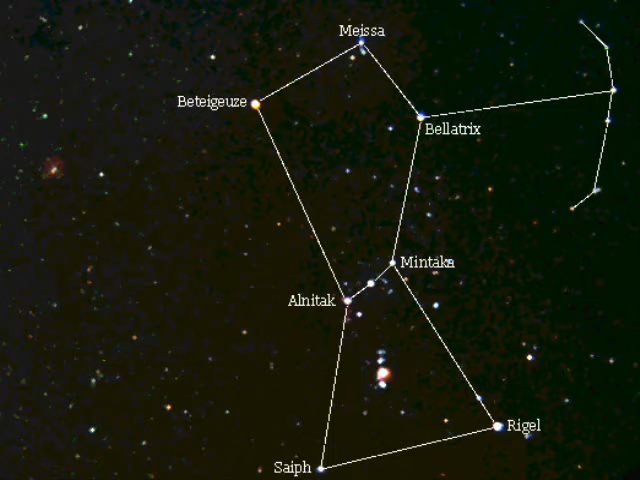 Meissa
Beteigeuze
Bellatrix
Mintaka
Alnitak
Rigel
Saiph